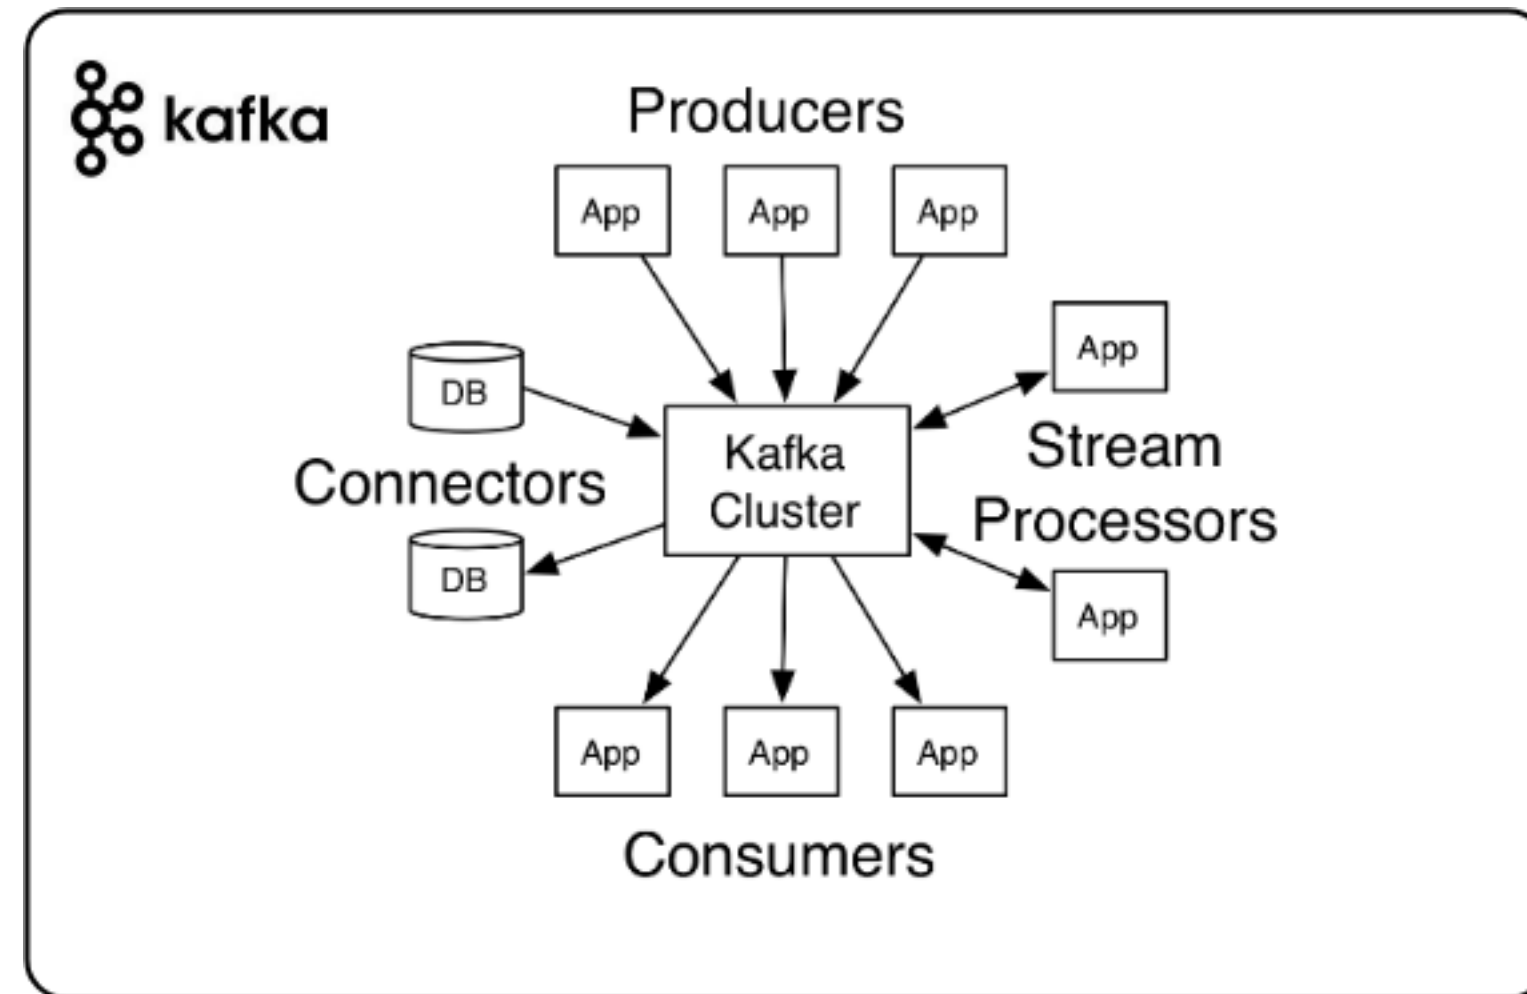 kafka
Producers
App
App
App
App
DB
Kafka
Cluster
Stream
Processors
Connectors
DB
App
App
App
App
Consumers